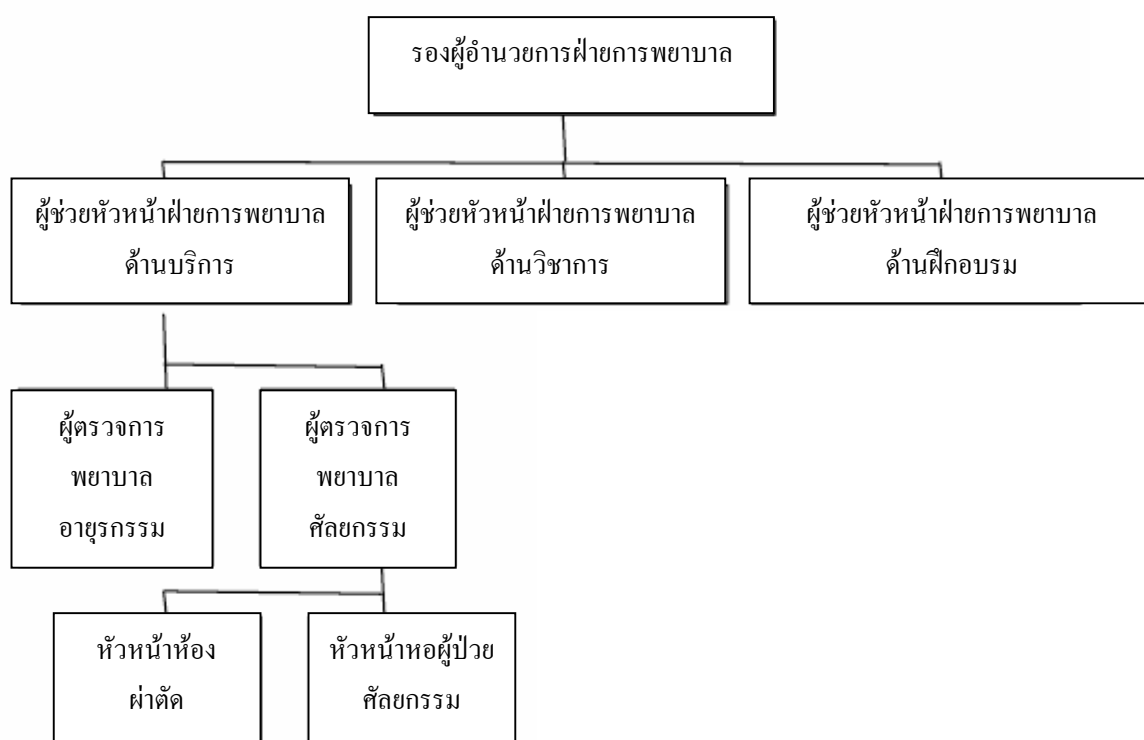 รองผู้อำนวยการฝ่ายการพยาบาล
ผู้ช่วยหัวหน้าฝ่ายการพยาบาล
ด้านบริการ
ผู้ช่วยหัวหน้าฝ่ายการพยาบาล
ด้านวิชาการ
ผู้ช่วยหัวหน้าฝ่ายการพยาบาล
ด้านฝึกอบรม
ผู้ตรวจการ
พยาบาล
อายุรกรรม
ผู้ตรวจการ
พยาบาล
ศัลยกรรม
หัวหน้าห้อง
ผ่าตัด
หัวหน้าหอผู้ป่วย
ศัลยกรรม